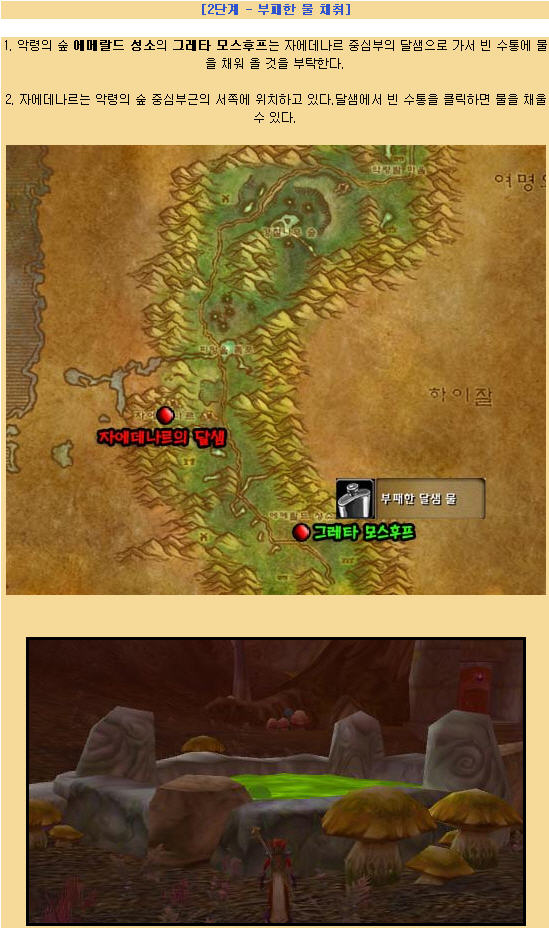 [2단계 - 부패한 물 채취]
1. 악령의 숲 에메랄드 성소의 그레타 모스후프는 자에데나르 중심부의 달샘으로 가서 빈 수통에 물
을 채워 올 것을 부탁한다.
2. 자에데나르는 악령의 숲 중심부근의 서쪽에 위치하고 있다.달샘에서 빈 수통을 클릭하면 물을 채울
수 있다.
하이잘
자에데나르의 달샘
부패한 달샘 물
에메랄드 성소
그레타 모스후프